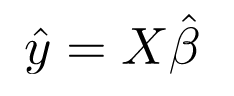 ŷ = Xβ̂